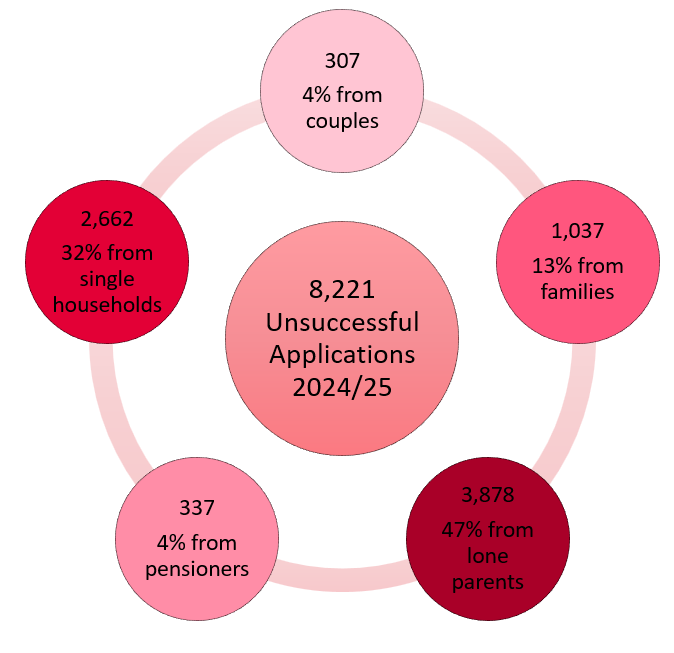 307
4% from
couples
1,037
13% from
families
3,878
47% from
lone
parents
337
4% from
pensioners
2,662
32% from
single
households
8,221
Unsuccessful
Applications
2024/25